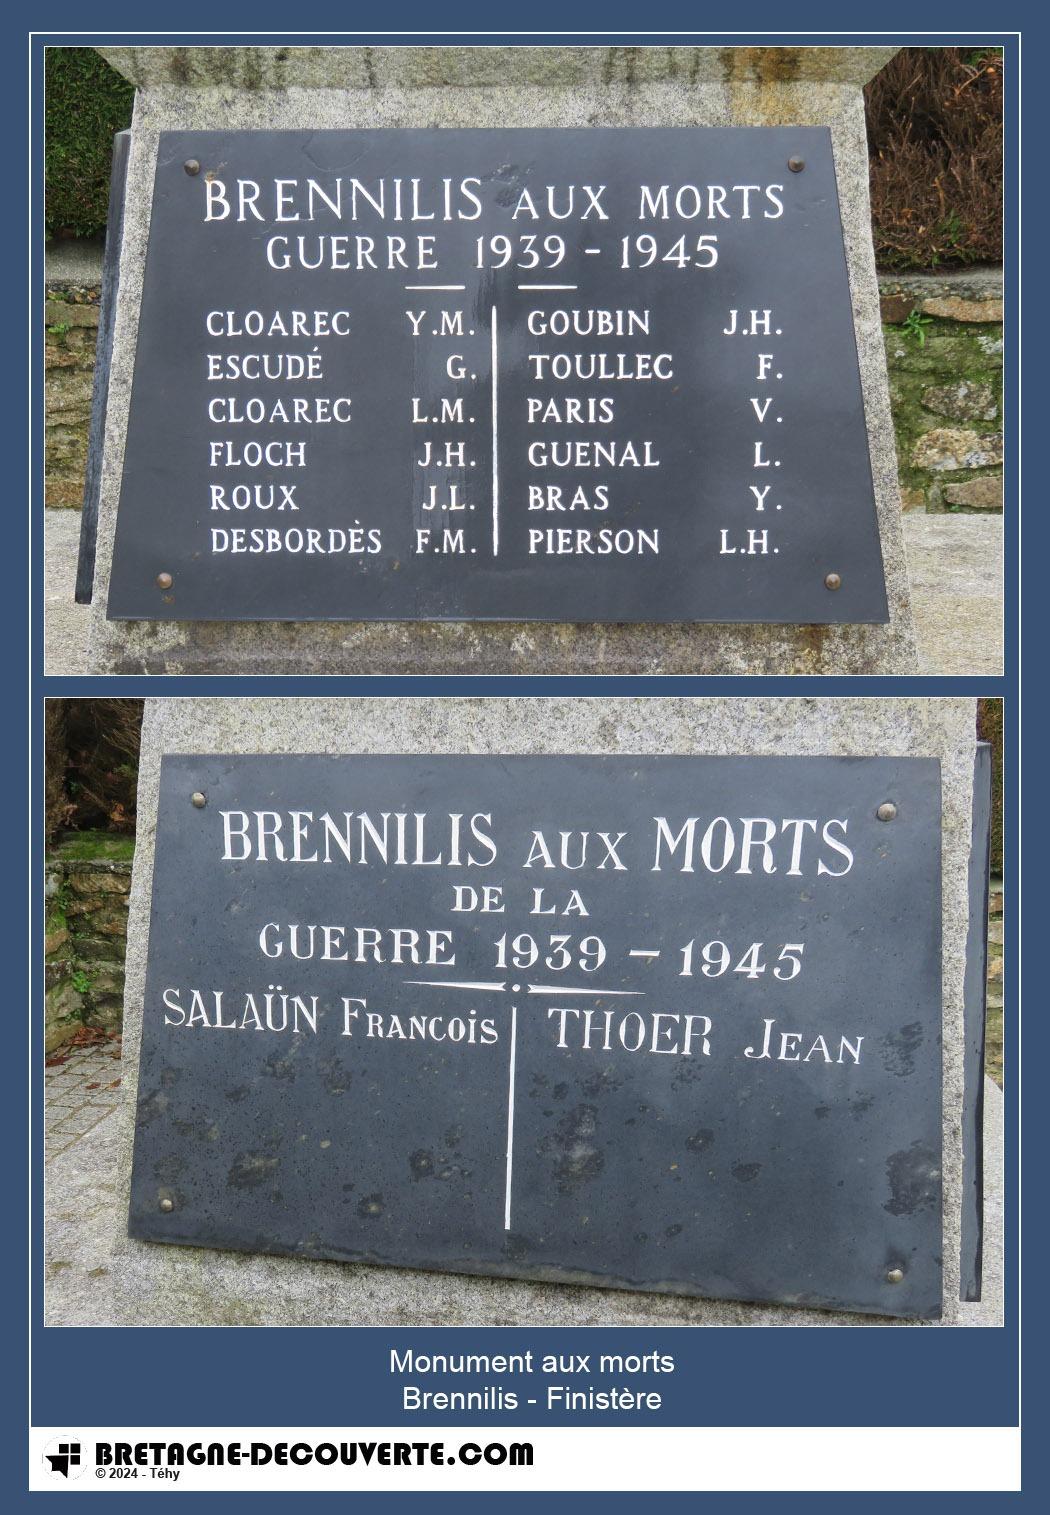 BRENNILIS AUX MORTS
GUERRE 1939 - 1945
CLOAREC Y.M.
ESCUDÉ G.
CLOAREC L.M.
FLOCH J.H.
ROUX J.L.
DESBORDÈS F.M.
GOUBIN J.H.
TOULLEC F.
PARIS V.
GUENAL L.
BRAS Y.
PIERSON L.H.
BRENNILIS AUX MORTS
DE LA
GUERRE 1939 - 1945
SALAÜN FRANCOIS
THOER JEAN
Monument aux morts
Brennilis - Finistère
BRETAGNE-DECOUVERTE.COM
© 2024 - Téhy